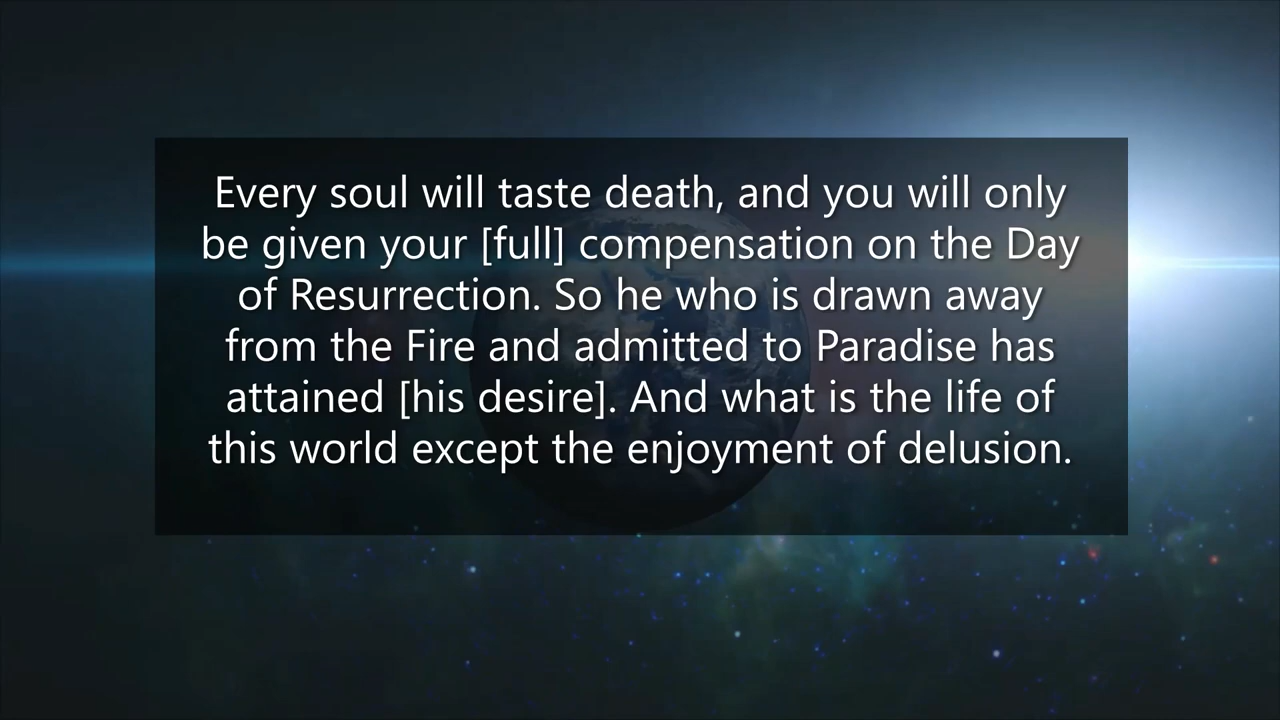 Every soul will taste death, and you will only
be given your [full] compensation on the Day
of Resurrection. So he who is drawn away
from the Fire and admitted to Paradise has
attained [his desire]. And what is the life of
this world except the enjoyment of delusion.